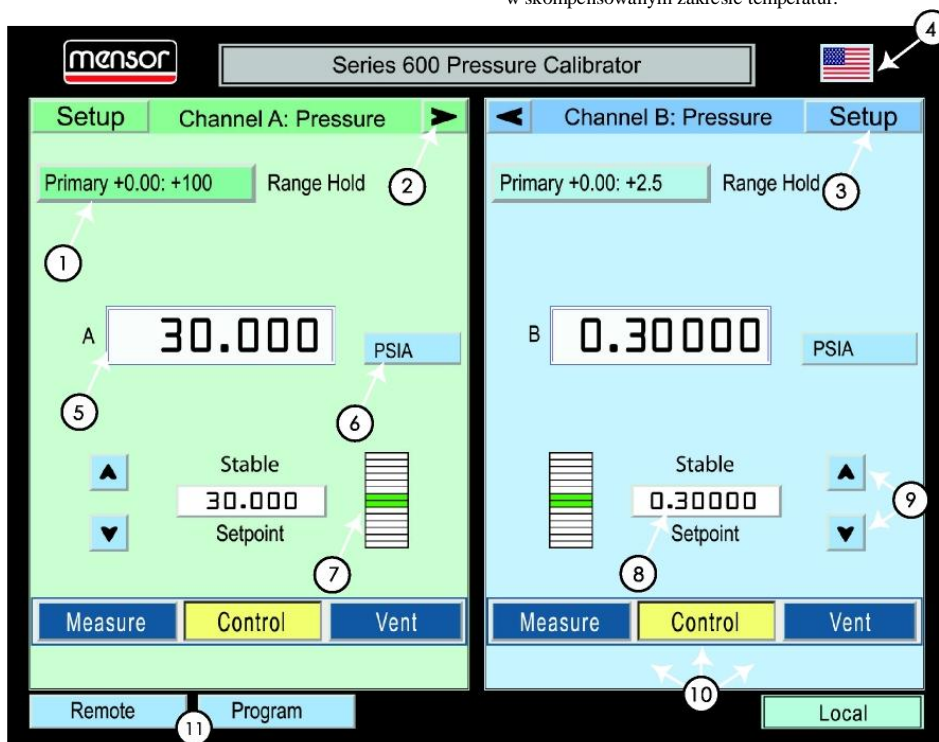 w skompensowanym zakresie temperatur.
4
mensor
Series 600 Pressure Calibrator
Setup
Channel A: Pressure
Channel B: Pressure
Setup
2
3
Primary +0.00: +100
Range Hold
Primary +0.00: +2.5
Range Hold
1
A
30.000
PSIA
B
0.30000
PSIA
5
6
Stable
30.000
Setpoint
Stable
0.30000
Setpoint
7
8
9
Measure
Control
Vent
Measure
Control
Vent
10
Remote
11
Program
Local